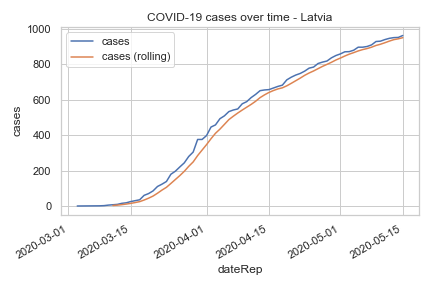 COVID-19 cases over time - Latvia
cases
cases (rolling)
1000
800
600
400
200
0
cases
2020-03-01
2020-03-15
2020-04-01
2020-04-15
2020-05-01
2020-05-15
dateRep